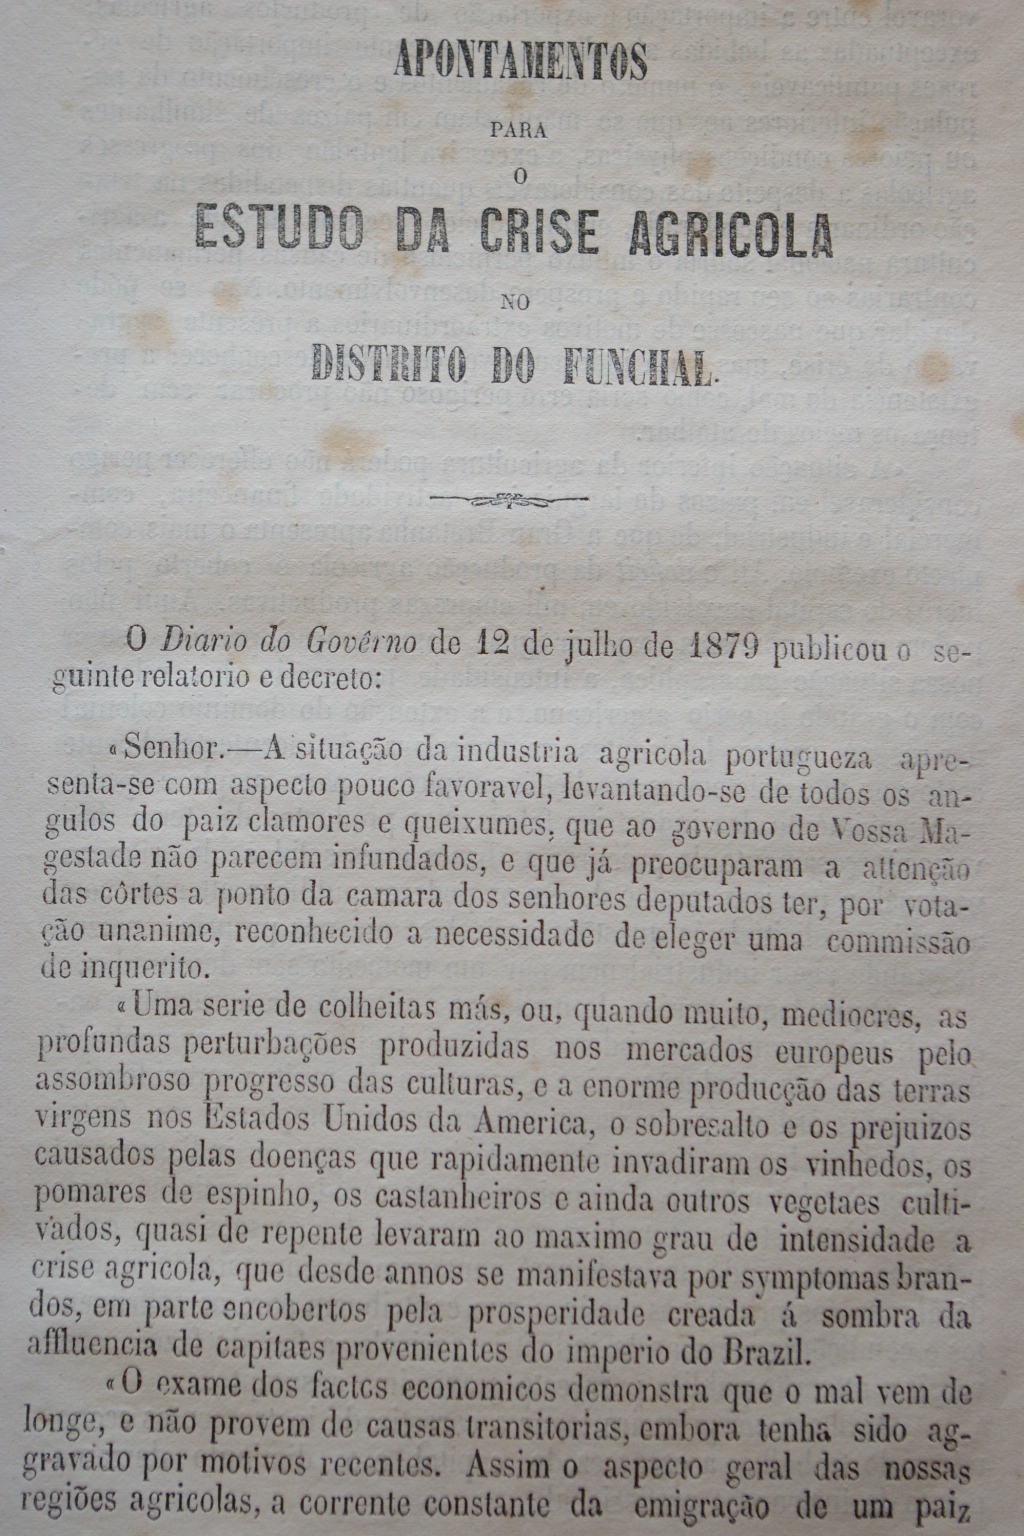 APONTAMENTOS
PARA
O
ESTUDO DA CRISE AGRICOLA
NO
DISTRITO DO FUNCHAL.
O Diario do Govêrno de 12 de julho de 1879 publicou o se-
guinte relatorio e decreto:
«Senhor.—A situação da industria agricola portugueza apre-
senta-se com aspecto pouco favoravel, levantando-se de todos os an-
gulos do paiz clamores e queixumes, que ao governo de Vossa Ma-
gestade não parecem infundados, e que já preocuparam a attenção
das côrtes a ponto da camara dos senhores deputados ter, por vota-
ção unanime, reconhecido a necessidade de eleger uma commissão
de inquerito.
«Uma serie de colheitas más, ou, quando muito, mediocres, as
profundas perturbações produzidas nos mercados europeus pelo
assombroso progresso das culturas, e a enorme producção das terras
virgens nos Estados Unidos da America, o sobresalto e os prejuizos
causados pelas doenças que rapidamente invadiram os vinhedos, os
pomares de espinho, os castanheiros e ainda outros vegetaes culti-
vados, quasi de repente levaram ao maximo grau de intensidade a
crise agricola, que desde annos se manifestava por symptomas bran-
dos, em parte encobertos pela prosperidade creada á sombra da
affluencia de capitaes provenientes do imperio do Brazil.
«O exame dos factos economicos demonstra que o mal vem de
longe, e não provem de causas transitorias, embora tenha sido ag-
gravado por motivos recentes. Assim o aspecto geral das nossas
regiões agricolas, a corrente constante da emigração de um paiz